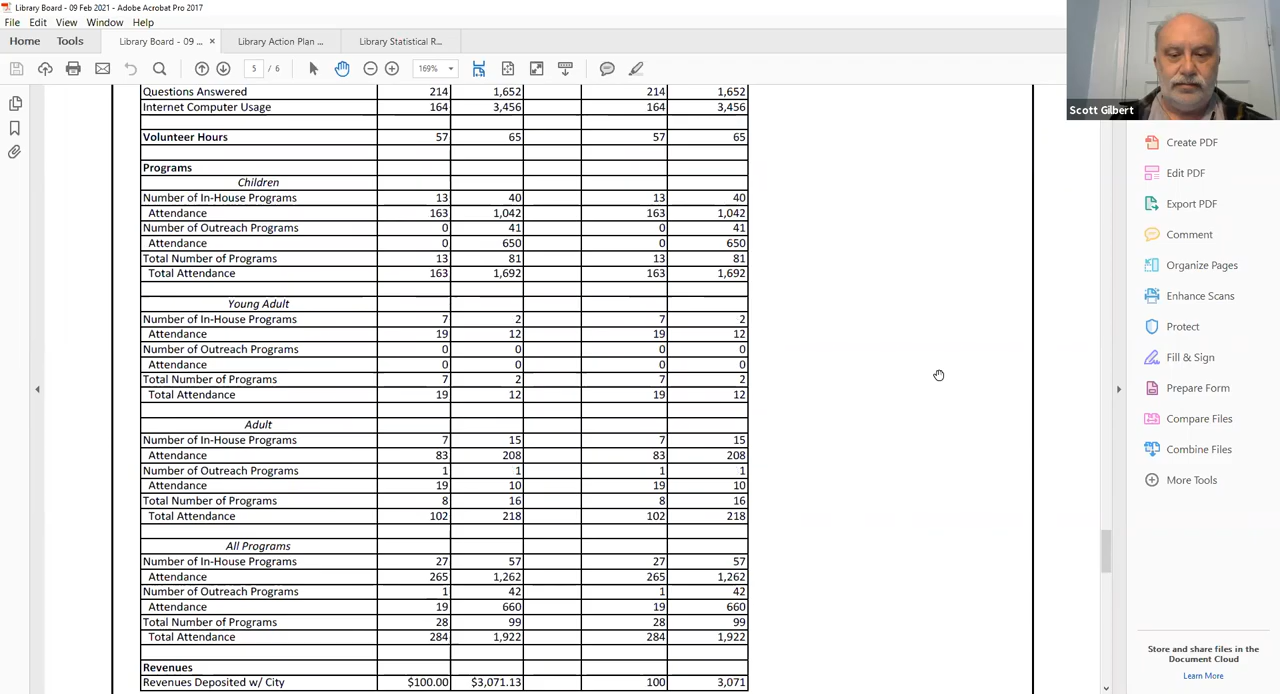 Library Board - 09 Feb 2021 - Adobe Acrobat Pro 2017
File Edit View Window Help
Home Tools Library Board - 09 ... × Library Action Plan ... Library Statistical R...
5 / 6 169%
Scott Gilbert
Questions Answered 214 1,652 214 1,652
Internet Computer Usage 164 3,456 164 3,456
Volunteer Hours 57 65 57 65
Programs
Children
Number of In-House Programs 13 40 13 40
Attendance 163 1,042 163 1,042
Number of Outreach Programs 0 41 0 41
Attendance 0 650 0 650
Total Number of Programs 13 81 13 81
Total Attendance 163 1,692 163 1,692
Young Adult
Number of In-House Programs 7 2 7 2
Attendance 19 12 19 12
Number of Outreach Programs 0 0 0 0
Attendance 0 0 0 0
Total Number of Programs 7 2 7 2
Total Attendance 19 12 19 12
Adult
Number of In-House Programs 7 15 7 15
Attendance 83 208 83 208
Number of Outreach Programs 1 1 1 1
Attendance 19 10 19 10
Total Number of Programs 8 16 8 16
Total Attendance 102 218 102 218
All Programs
Number of In-House Programs 27 57 27 57
Attendance 265 1,262 265 1,262
Number of Outreach Programs 1 42 1 42
Attendance 19 660 19 660
Total Number of Programs 28 99 28 99
Total Attendance 284 1,922 284 1,922
Revenues
Revenues Deposited w/ City $100.00 $3,071.13 100 3,071
Create PDF
Edit PDF
Export PDF
Comment
Organize Pages
Enhance Scans
Protect
Fill & Sign
Prepare Form
Compare Files
Combine Files
More Tools
Store and share files in the
Document Cloud
Learn More